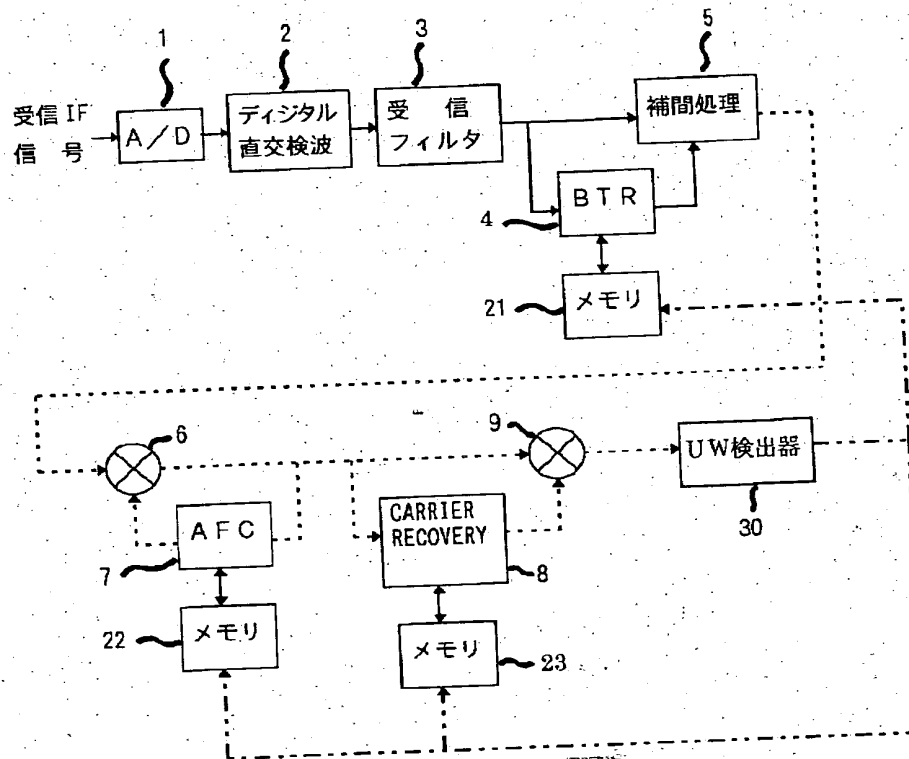 1
2
3
5
受信IF
信 号
A/D
ディジタル
直交検波
受 信
フィルタ
補間処理
BTR
4
メモリ
21
6
9
UW検出器
30
AFC
7
CARRIER
RECOVERY
8
メモリ
22
メモリ
23